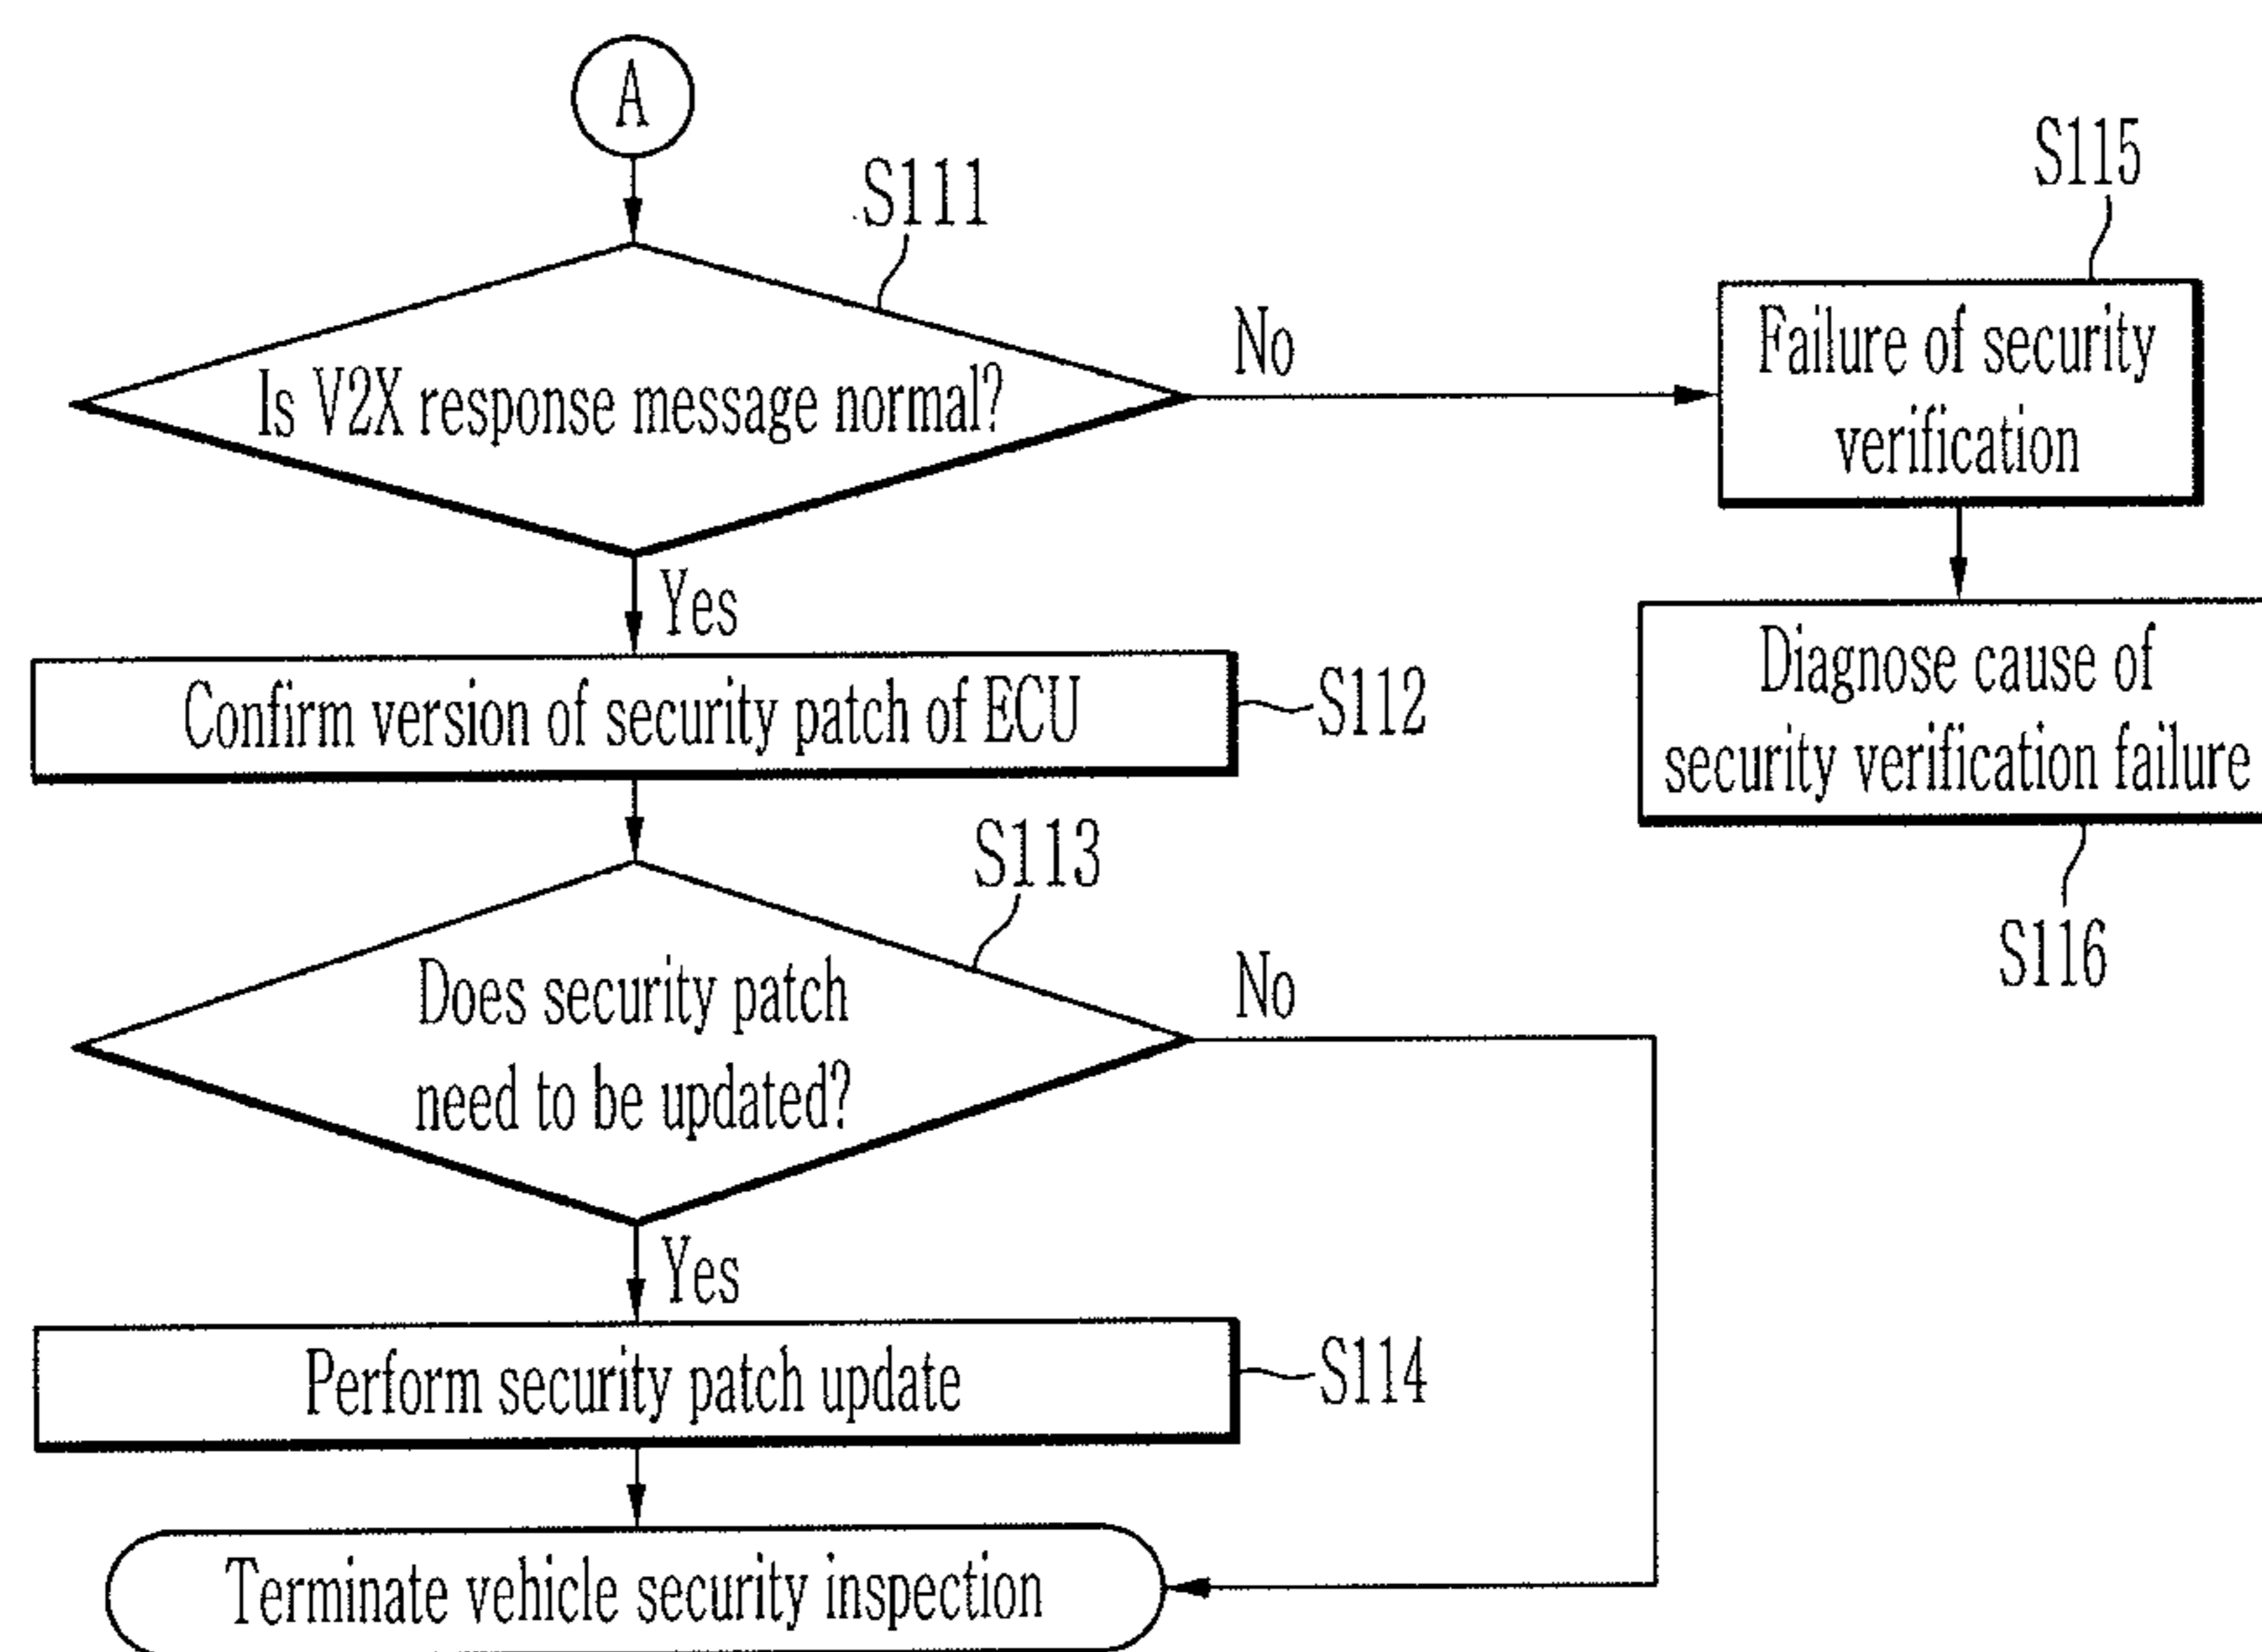 A
S111
Is V2X response message normal?
No
S115
Failure of security
verification
Yes
Confirm version of security patch of ECU
S112
Diagnose cause of
security verification failure
S116
S113
Does security patch
need to be updated?
No
Yes
Perform security patch update
S114
Terminate vehicle security inspection